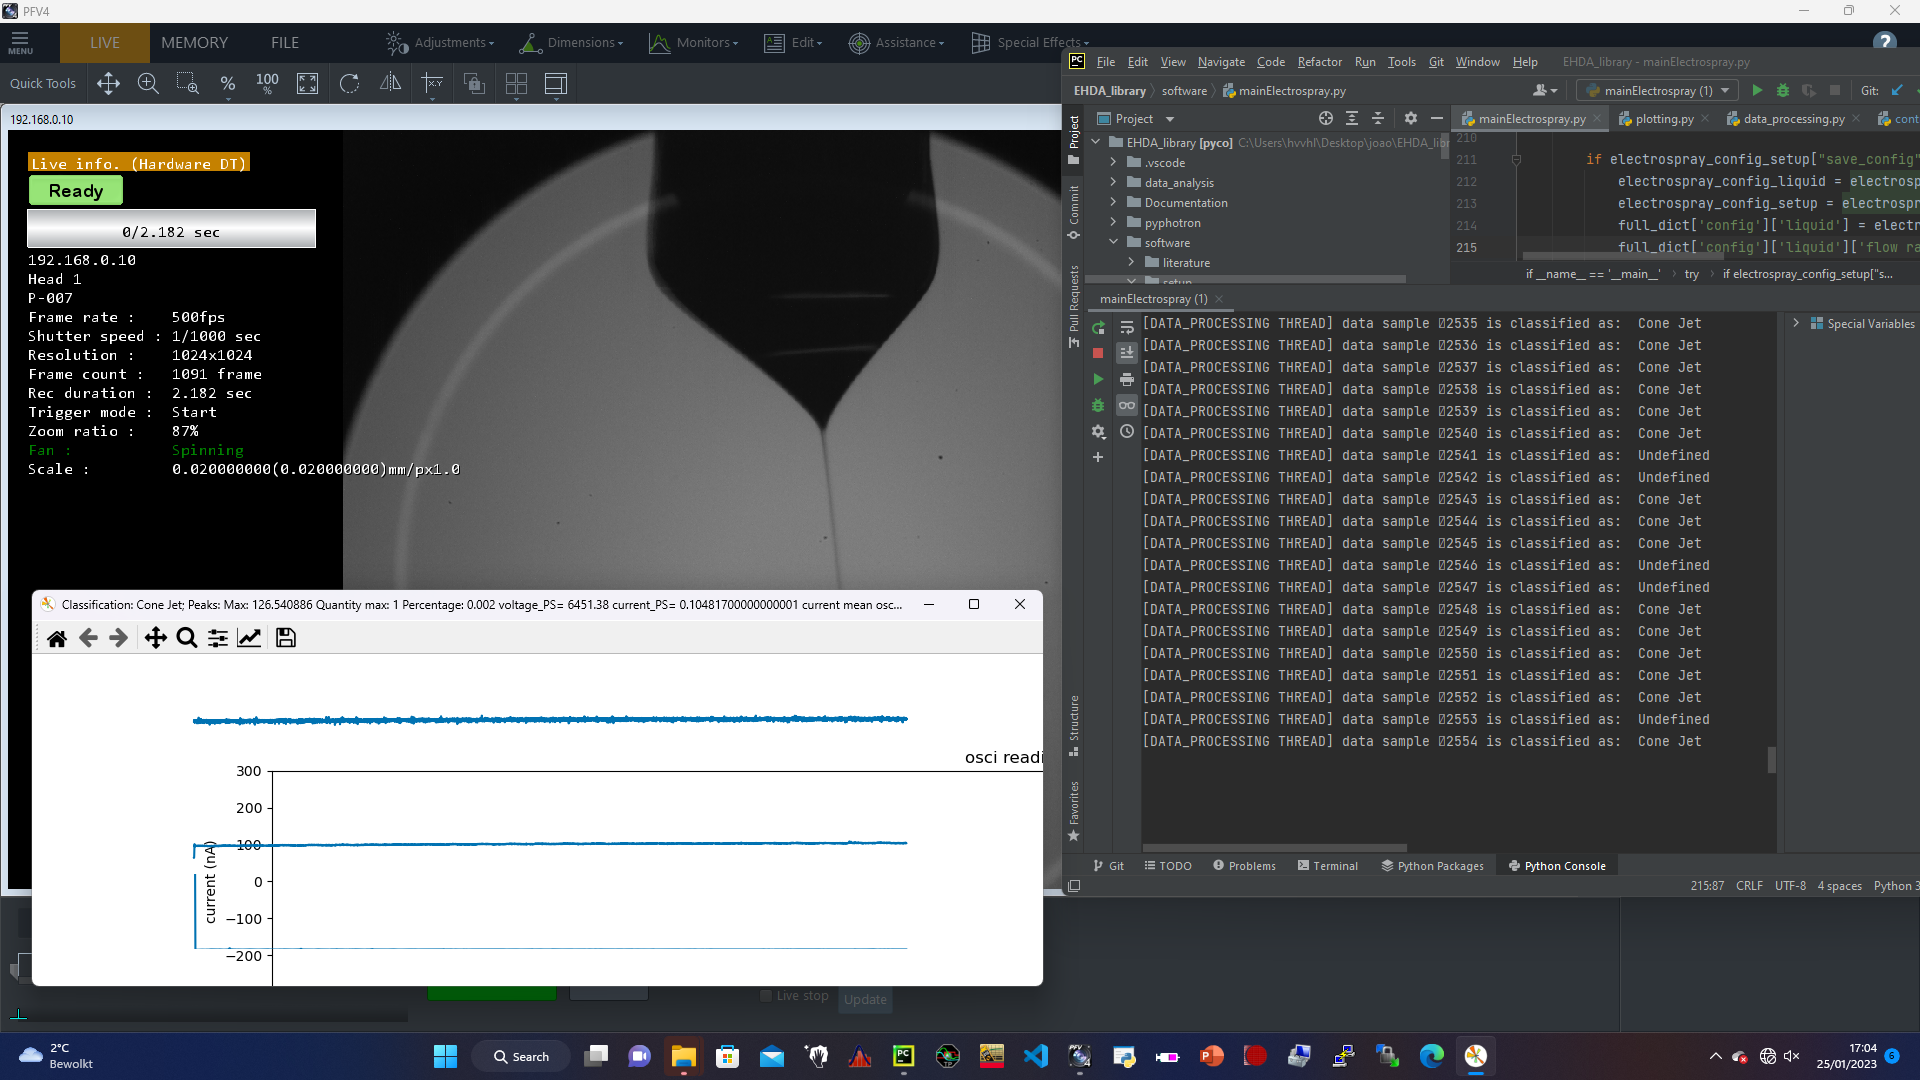 PFV4
MENU
LIVE
MEMORY
FILE
Adjustments
Dimensions
Monitors
Edit
Assistance
Special Effects
?
Quick Tools
%
100
%
192.168.0.10
Live info. (Hardware DT)
Ready
0/2.182 sec
192.168.0.10
Head 1
P-007
Frame rate : 500fps
Shutter speed : 1/1000 sec
Resolution : 1024x1024
Frame count : 1091 frame
Rec duration : 2.182 sec
Trigger mode : Start
Zoom ratio : 87%
Fan : Spinning
Scale : 0.020000000(0.020000000)mm/px1.0
Classification: Cone Jet; Peaks: Max: 126.540886 Quantity max: 1 Percentage: 0.002 voltage_PS= 6451.38 current_PS= 0.10481700000000001 current mean osc...
osci readi
300
200
100
0
−100
−200
current (nA)
Live stop
Update
PC
File Edit View Navigate Code Refactor Run Tools Git Window Help
EHDA_library - mainElectrospray.py
EHDA_library
software
mainElectrospray.py
mainElectrospray (1)
Git:
Project
mainElectrospray.py
plotting.py
data_processing.py
cont
EHDA_library [pyco] C:\Users\hvvhl\Desktop\joao\EHDA_libr
.vscode
data_analysis
Documentation
pyphotron
software
literature
setup
210
211 if electrospray_config_setup["save_config"
212 electrospray_config_liquid = electrosp
213 electrospray_config_setup = electrospr
214 full_dict['config']['liquid'] = electr
215 full_dict['config']['liquid']['flow ra
if __name__ == '__main__'
try
if electrospray_config_setup["s...
Project
Commit
Pull Requests
Structure
Favorites
mainElectrospray (1)
[DATA_PROCESSING THREAD] data sample 2535 is classified as: Cone Jet
[DATA_PROCESSING THREAD] data sample 2536 is classified as: Cone Jet
[DATA_PROCESSING THREAD] data sample 2537 is classified as: Cone Jet
[DATA_PROCESSING THREAD] data sample 2538 is classified as: Cone Jet
[DATA_PROCESSING THREAD] data sample 2539 is classified as: Cone Jet
[DATA_PROCESSING THREAD] data sample 2540 is classified as: Cone Jet
[DATA_PROCESSING THREAD] data sample 2541 is classified as: Undefined
[DATA_PROCESSING THREAD] data sample 2542 is classified as: Undefined
[DATA_PROCESSING THREAD] data sample 2543 is classified as: Cone Jet
[DATA_PROCESSING THREAD] data sample 2544 is classified as: Cone Jet
[DATA_PROCESSING THREAD] data sample 2545 is classified as: Cone Jet
[DATA_PROCESSING THREAD] data sample 2546 is classified as: Undefined
[DATA_PROCESSING THREAD] data sample 2547 is classified as: Undefined
[DATA_PROCESSING THREAD] data sample 2548 is classified as: Cone Jet
[DATA_PROCESSING THREAD] data sample 2549 is classified as: Cone Jet
[DATA_PROCESSING THREAD] data sample 2550 is classified as: Cone Jet
[DATA_PROCESSING THREAD] data sample 2551 is classified as: Cone Jet
[DATA_PROCESSING THREAD] data sample 2552 is classified as: Cone Jet
[DATA_PROCESSING THREAD] data sample 2553 is classified as: Undefined
[DATA_PROCESSING THREAD] data sample 2554 is classified as: Cone Jet
Special Variables
Git
TODO
Problems
Terminal
Python Packages
Python Console
215:87 CRLF UTF-8 4 spaces Python 3
2°C
Bewolkt
Search
17:04
25/01/2023
6